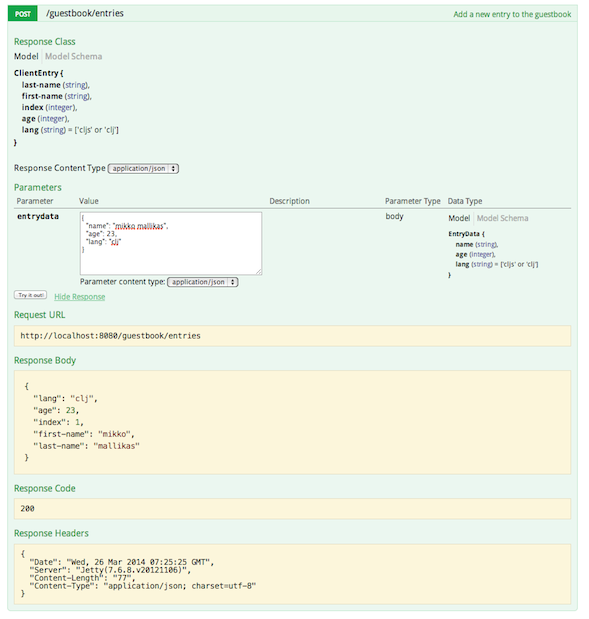 POST /guestbook/entries Add a new entry to the guestbook
Response Class
Model Model Schema
ClientEntry {
last-name (string),
first-name (string),
index (integer),
age (integer),
lang (string) = ['cljs' or 'clj']
}
Response Content Type application/json
Parameters
Parameter Value Description Parameter Type Data Type
entrydata
{
"name": "mikko mallikas",
"age": 23,
"lang": "clj"
}
Parameter content type: application/json
body
Model Model Schema
EntryData {
name (string),
age (integer),
lang (string) = ['cljs' or 'clj']
}
Try it out! Hide Response
Request URL
http://localhost:8080/guestbook/entries
Response Body
{
"lang": "clj",
"age": 23,
"index": 1,
"first-name": "mikko",
"last-name": "mallikas"
}
Response Code
200
Response Headers
{
"Date": "Wed, 26 Mar 2014 07:25:25 GMT",
"Server": "Jetty(7.6.8.v20121106)",
"Content-Length": "77",
"Content-Type": "application/json; charset=utf-8"
}